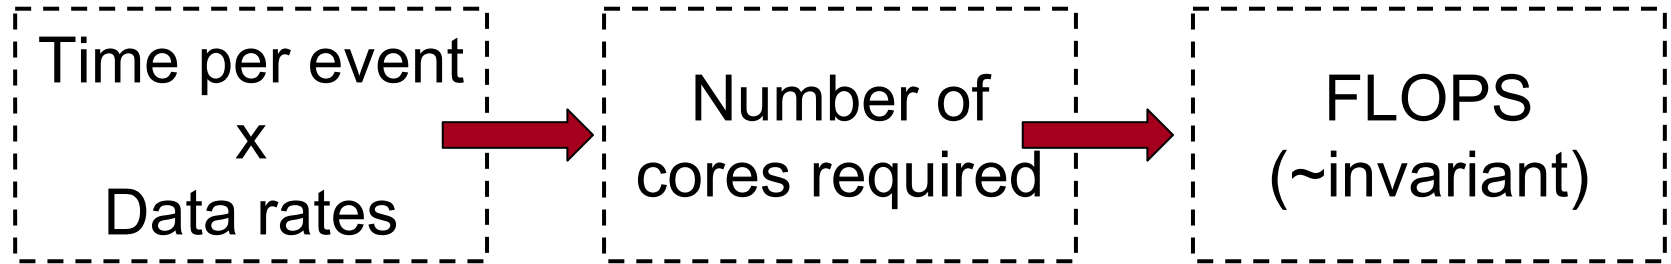 Time per event
x
Data rates
Number of
cores required
FLOPS
(~invariant)